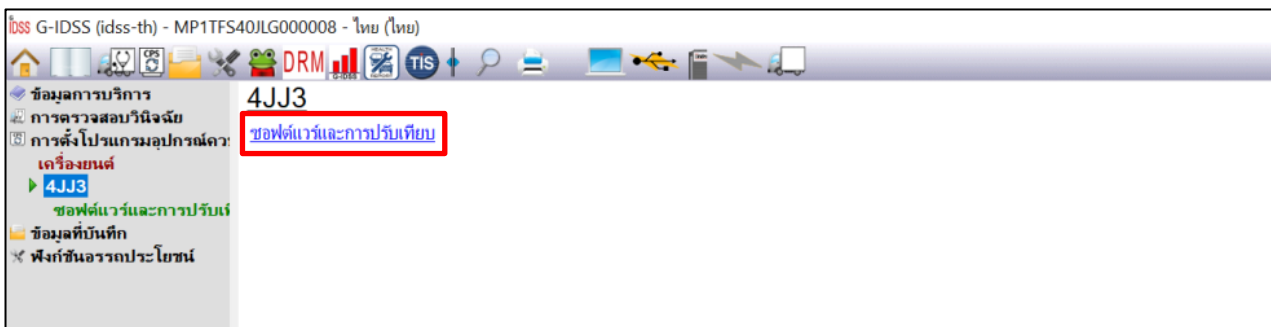 IDSS G-IDSS (idss-th) - MP1TFS40JLG000008 - ไทย (ไทย)
CPS DRM G-IDSS HEALTH REPORT TIS
ข้อมูลการบริการ
การตรวจสอบวินิจฉัย
การตั้งโปรแกรมอุปกรณ์คว
เครื่องยนต์
4JJ3
ซอฟต์แวร์และการปรับเที
ข้อมูลที่บันทึก
ฟังก์ชันอรรถประโยชน์
4JJ3
ซอฟต์แวร์และการปรับเทียบ